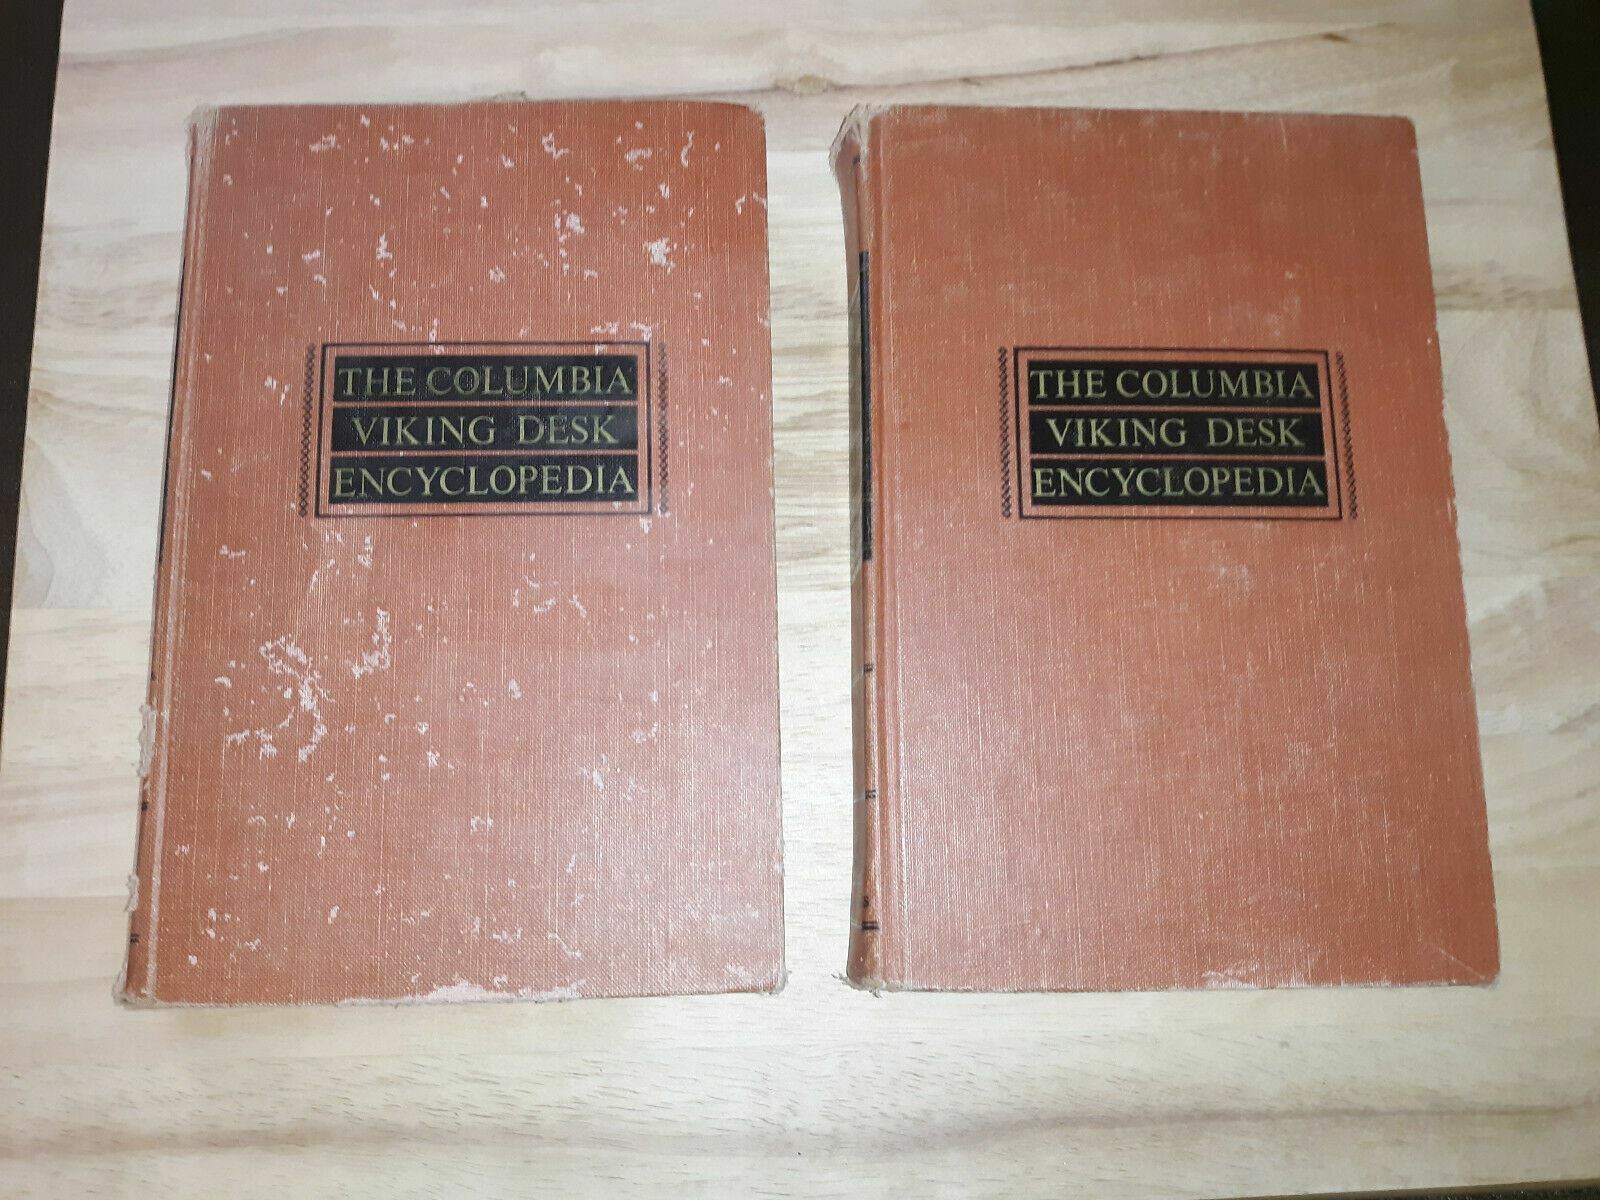 THE COLUMBIA
VIKING DESK
ENCYCLOPEDIA
THE COLUMBIA
VIKING DESK
ENCYCLOPEDIA